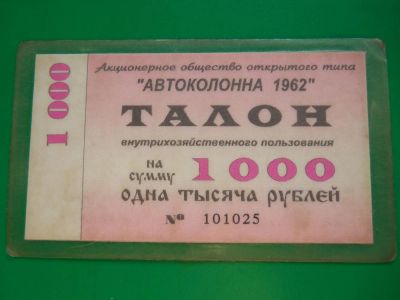 1 000
Акционерное общество открытого типа
"АВТОКОЛОННА 1962"
ТАЛОН
внутрихозяйственного пользования
на
сумму
1000
ОДНА ТЫСЯЧА РУБЛЕЙ
№ 101025